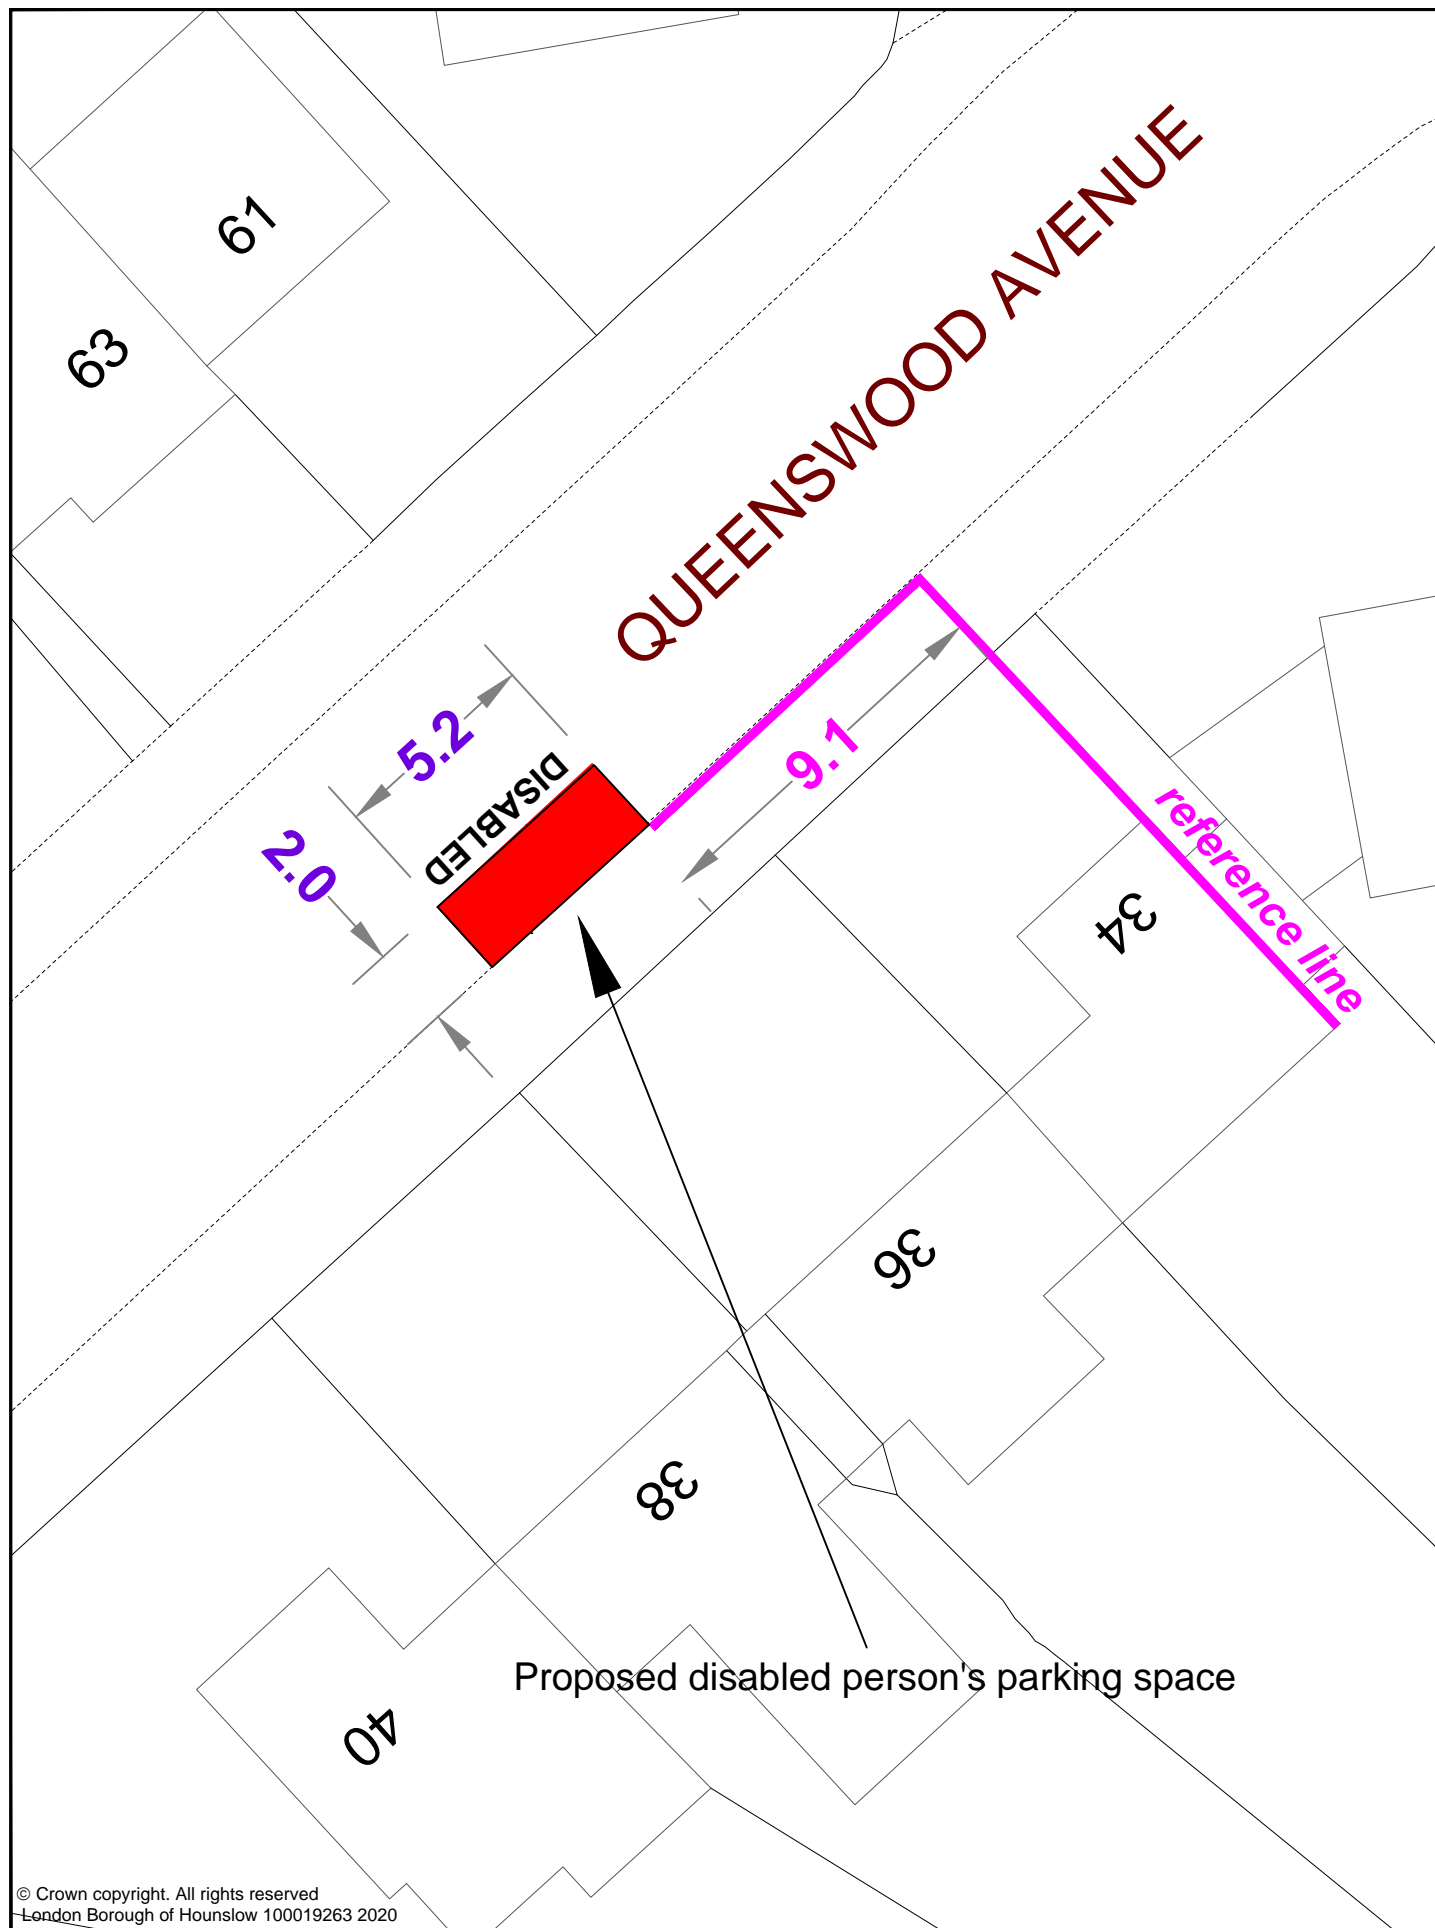 61
63
QUEENSWOOD AVENUE
5.2
DISABLED
2.0
9.1
reference line
34
36
38
40
Proposed disabled person's parking space
© Crown copyright. All rights reserved
London Borough of Hounslow 100019263 2020